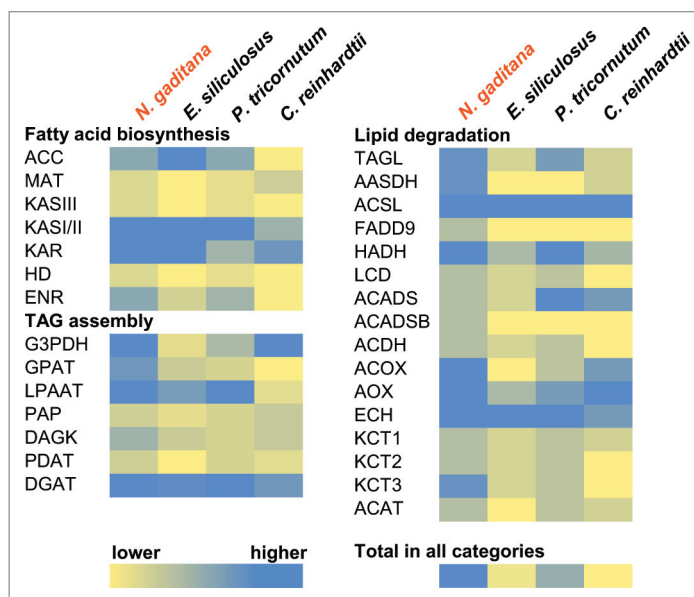 N. gaditana
E. siliculosus
P. tricornutum
C. reinhardtii
Fatty acid biosynthesis
ACC
MAT
KASIII
KASI/II
KAR
HD
ENR
TAG assembly
G3PDH
GPAT
LPAAT
PAP
DAGK
PDAT
DGAT
lower higher
N. gaditana
E. siliculosus
P. tricornutum
C. reinhardtii
Lipid degradation
TAGL
AASDH
ACSL
FADD9
HADH
LCD
ACADS
ACADSB
ACDH
ACOX
AOX
ECH
KCT1
KCT2
KCT3
ACAT
Total in all categories